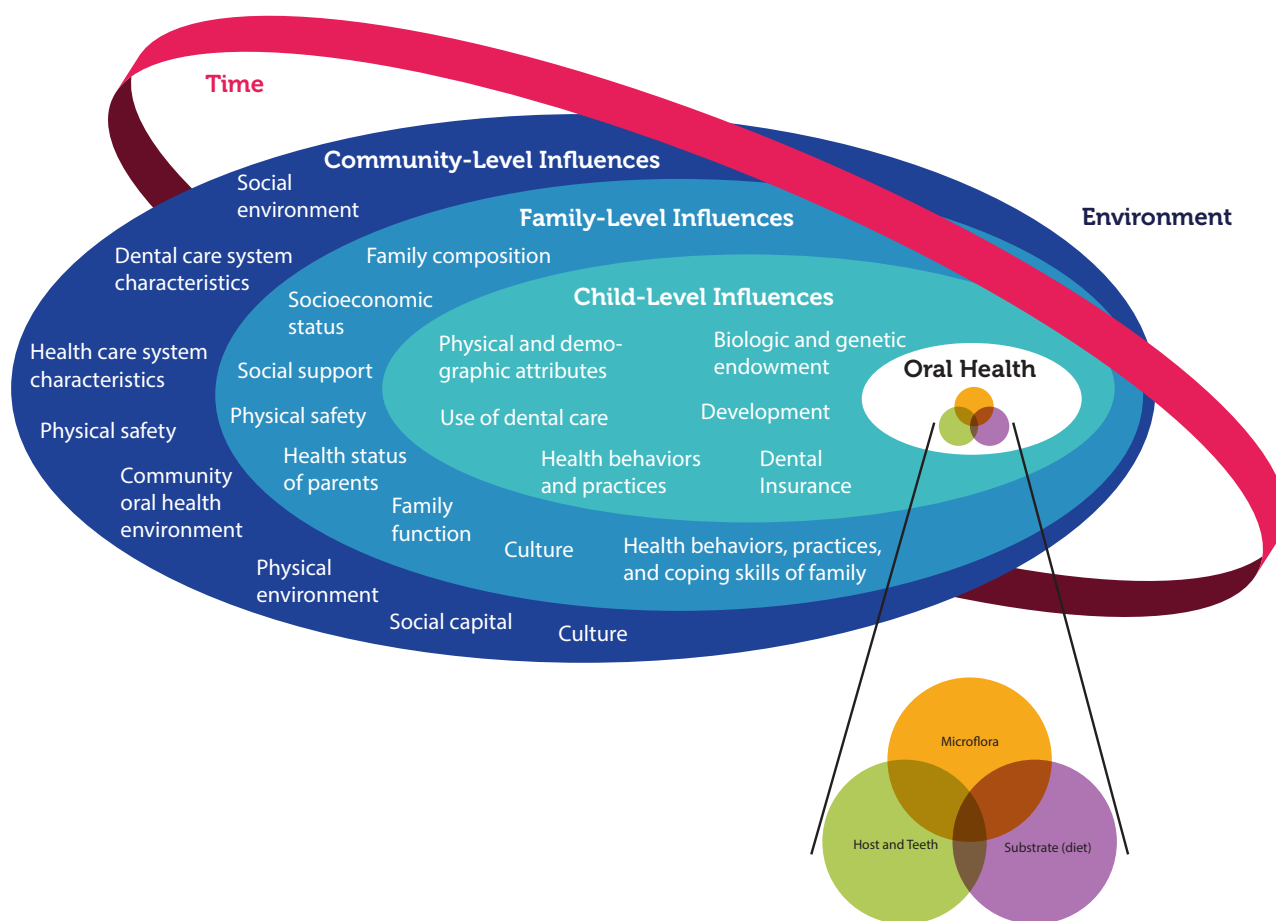 Time
Community-Level Influences
Social
environment
Dental care system
characteristics
Health care system
characteristics
Physical safety
Community
oral health
environment
Physical
environment
Social capital
Culture
Family-Level Influences
Family composition
Socioeconomic
status
Social support
Physical safety
Health status
of parents
Family
function
Culture
Health behaviors, practices,
and coping skills of family
Child-Level Influences
Physical and demo-
graphic attributes
Biologic and genetic
endowment
Use of dental care
Development
Health behaviors
and practices
Dental
Insurance
Oral Health
Environment
Microflora
Host and Teeth
Substrate (diet)